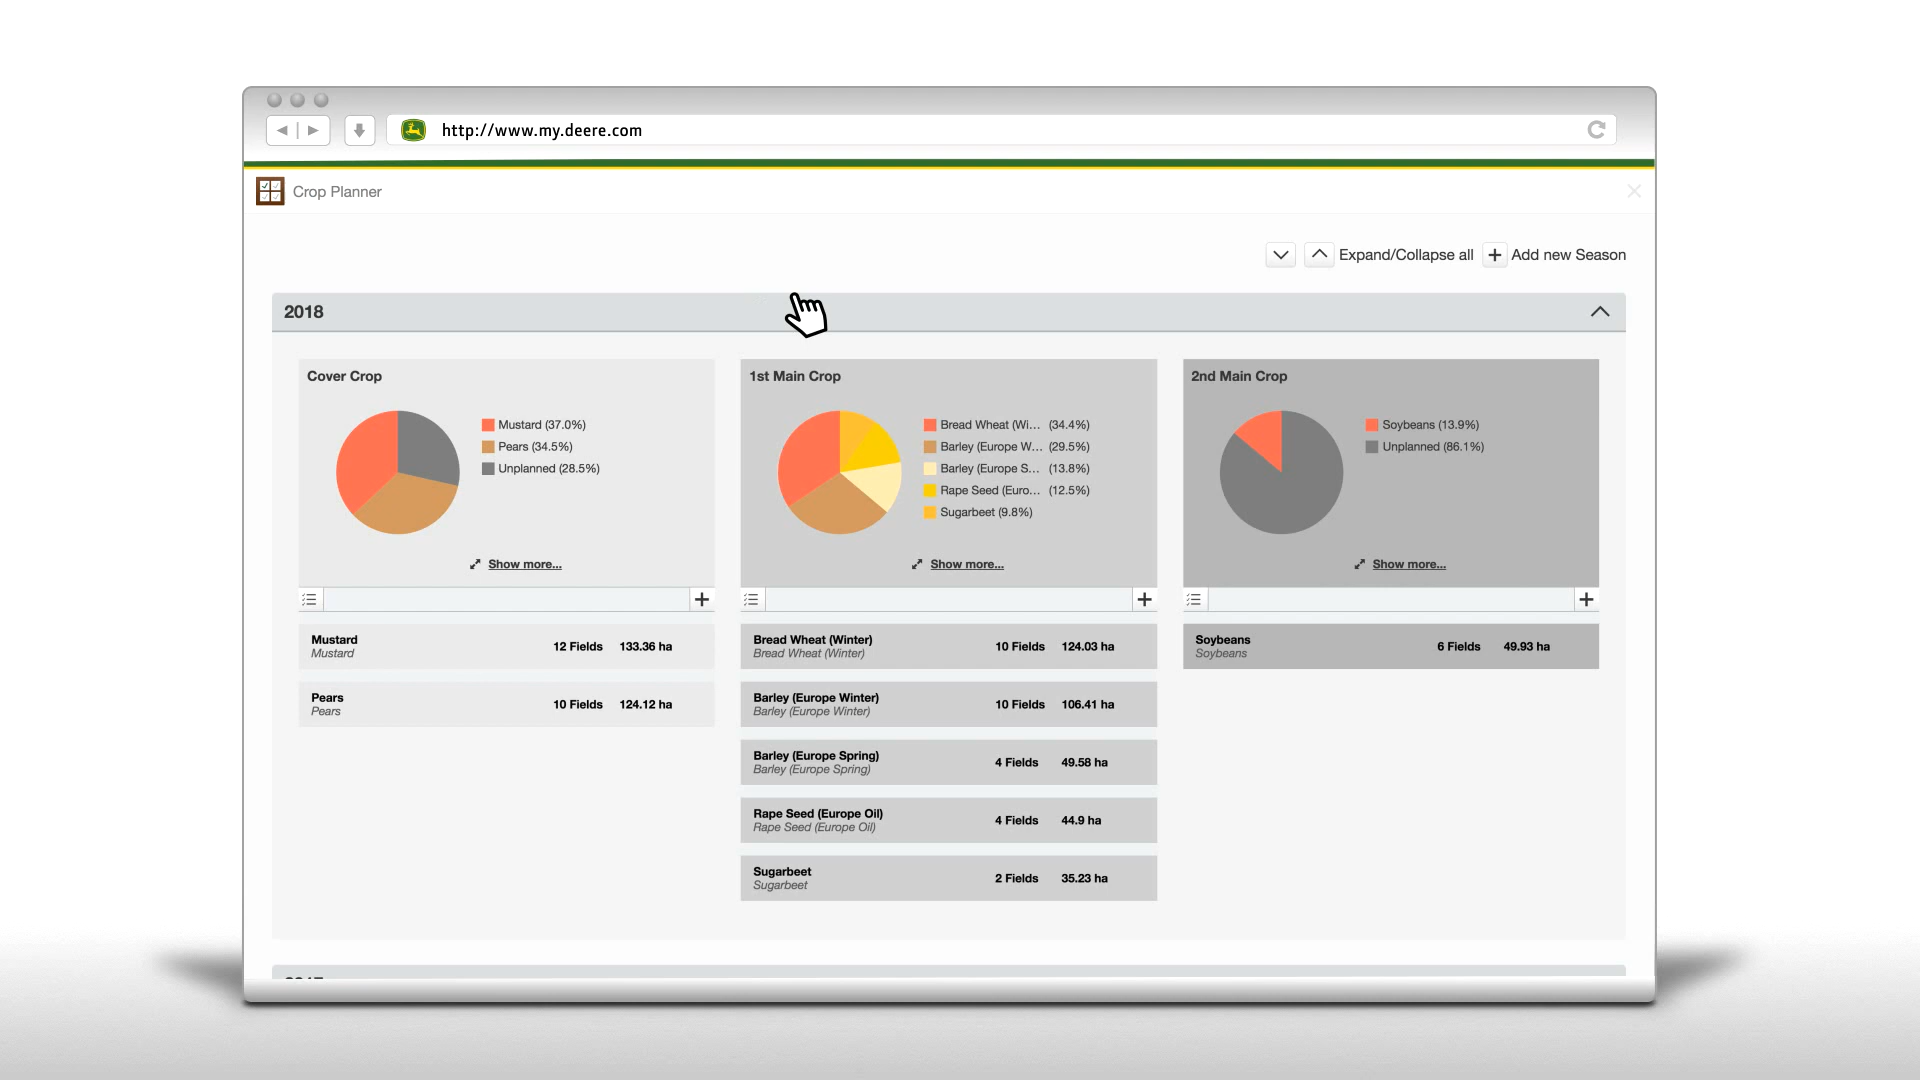 http://www.my.deere.com
Crop Planner
Expand/Collapse all
Add new Season
2018
Cover Crop
Mustard (37.0%)
Pears (34.5%)
Unplanned (28.5%)
Show more...
Mustard
Mustard
12 Fields 133.36 ha
Pears
Pears
10 Fields 124.12 ha
1st Main Crop
Bread Wheat (Wi... (34.4%)
Barley (Europe W... (29.5%)
Barley (Europe S... (13.8%)
Rape Seed (Euro... (12.5%)
Sugarbeet (9.8%)
Show more...
Bread Wheat (Winter)
Bread Wheat (Winter)
10 Fields 124.03 ha
Barley (Europe Winter)
Barley (Europe Winter)
10 Fields 106.41 ha
Barley (Europe Spring)
Barley (Europe Spring)
4 Fields 49.58 ha
Rape Seed (Europe Oil)
Rape Seed (Europe Oil)
4 Fields 44.9 ha
Sugarbeet
Sugarbeet
2 Fields 35.23 ha
2nd Main Crop
Soybeans (13.9%)
Unplanned (86.1%)
Show more...
Soybeans
Soybeans
6 Fields 49.93 ha